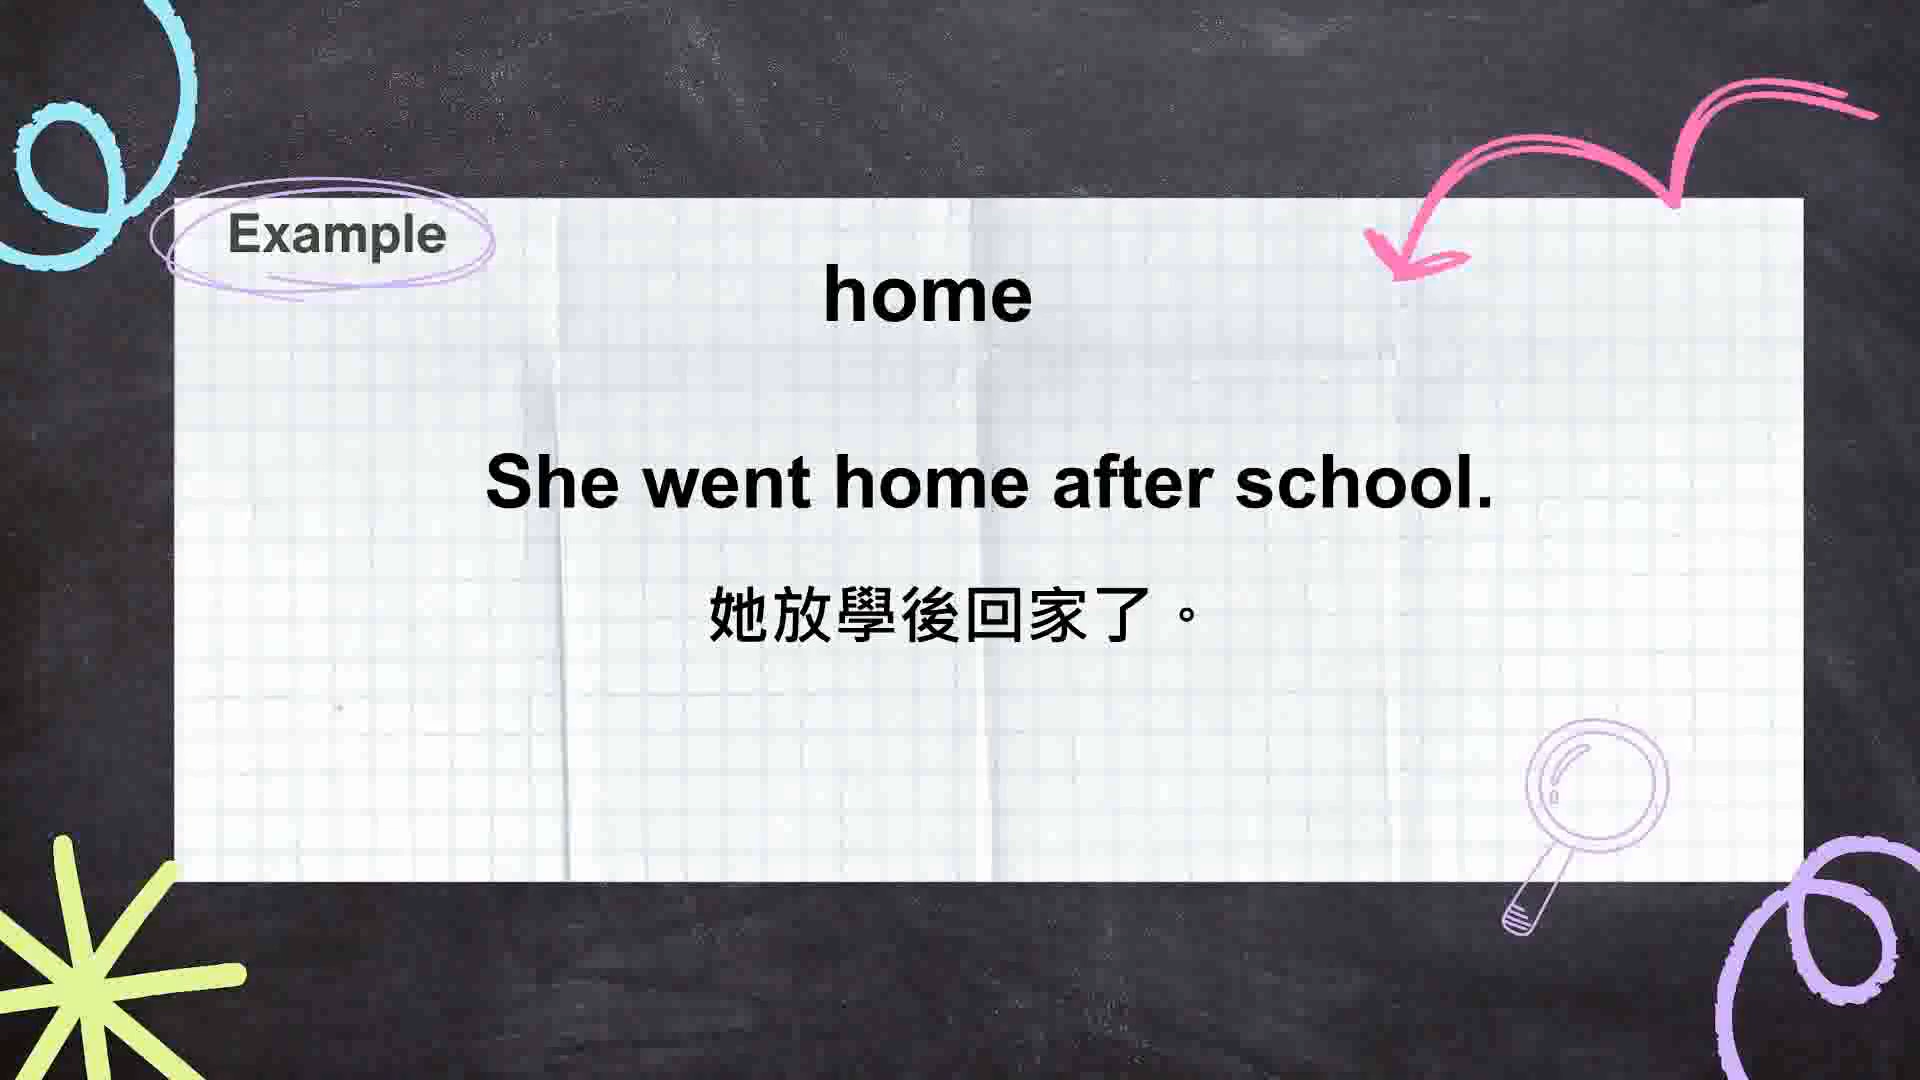 Example
home
She went home after school.
她放學後回家了。